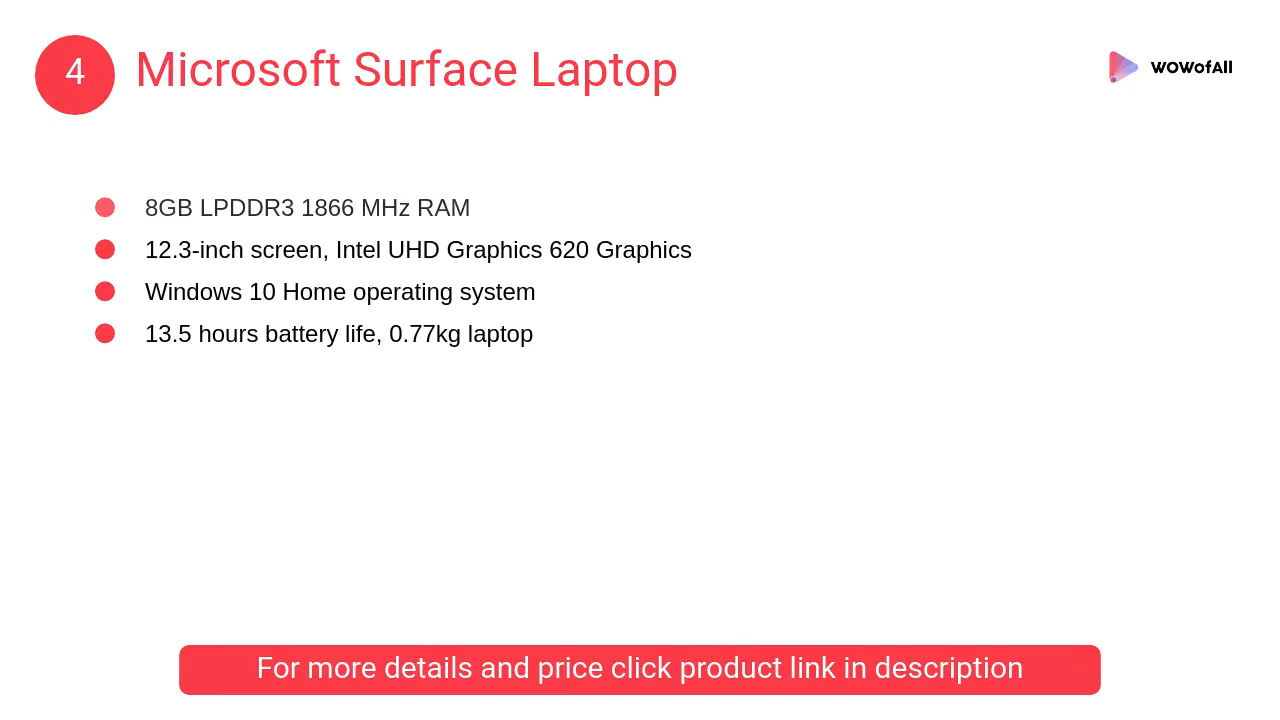 4
Microsoft Surface Laptop
WOWofAll
8GB LPDDR3 1866 MHz RAM
12.3-inch screen, Intel UHD Graphics 620 Graphics
Windows 10 Home operating system
13.5 hours battery life, 0.77kg laptop
For more details and price click product link in description